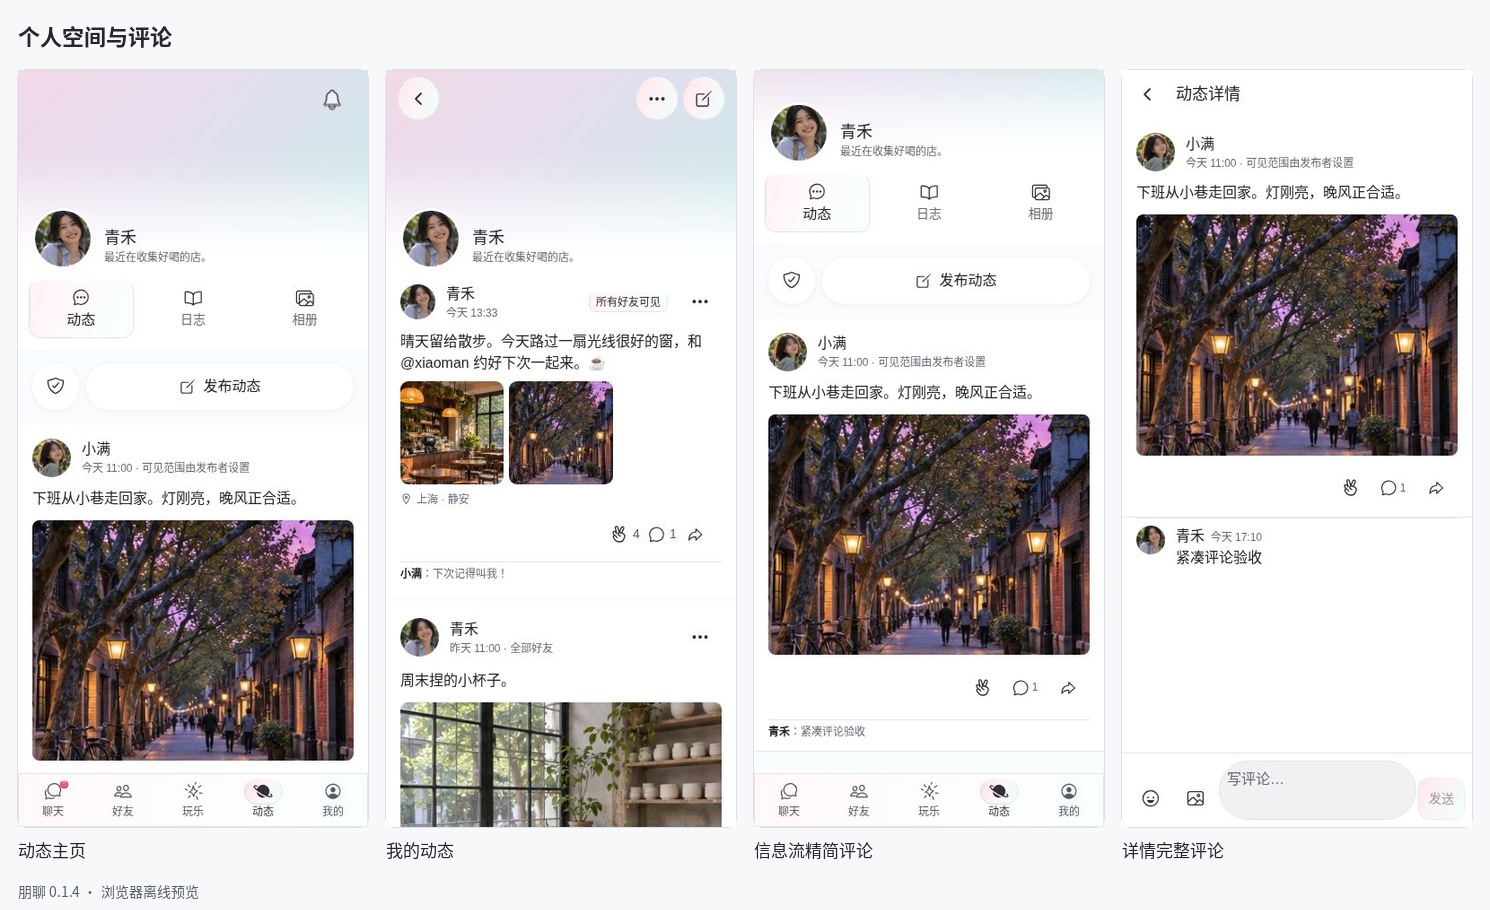 个人空间与评论
青禾
最近在收集好喝的店。
动态
日志
相册
发布动态
小满
今天 11:00 · 可见范围由发布者设置
下班从小巷走回家。灯刚亮，晚风正合适。
聊天
好友
玩乐
动态
我的
动态主页
青禾
最近在收集好喝的店。
青禾
今天 13:33
所有好友可见
晴天留给散步。今天路过一扇光线很好的窗，和
@xiaoman 约好下次一起来。☕
上海 · 静安
4
1
小满：下次记得叫我！
青禾
昨天 11:00 · 全部好友
周末捏的小杯子。
我的动态
青禾
最近在收集好喝的店。
动态
日志
相册
发布动态
小满
今天 11:00 · 可见范围由发布者设置
下班从小巷走回家。灯刚亮，晚风正合适。
1
青禾：紧凑评论验收
聊天
好友
玩乐
动态
我的
信息流精简评论
动态详情
小满
今天 11:00 · 可见范围由发布者设置
下班从小巷走回家。灯刚亮，晚风正合适。
1
青禾 今天 17:10
紧凑评论验收
写评论...
发送
详情完整评论
朋聊 0.1.4 · 浏览器离线预览